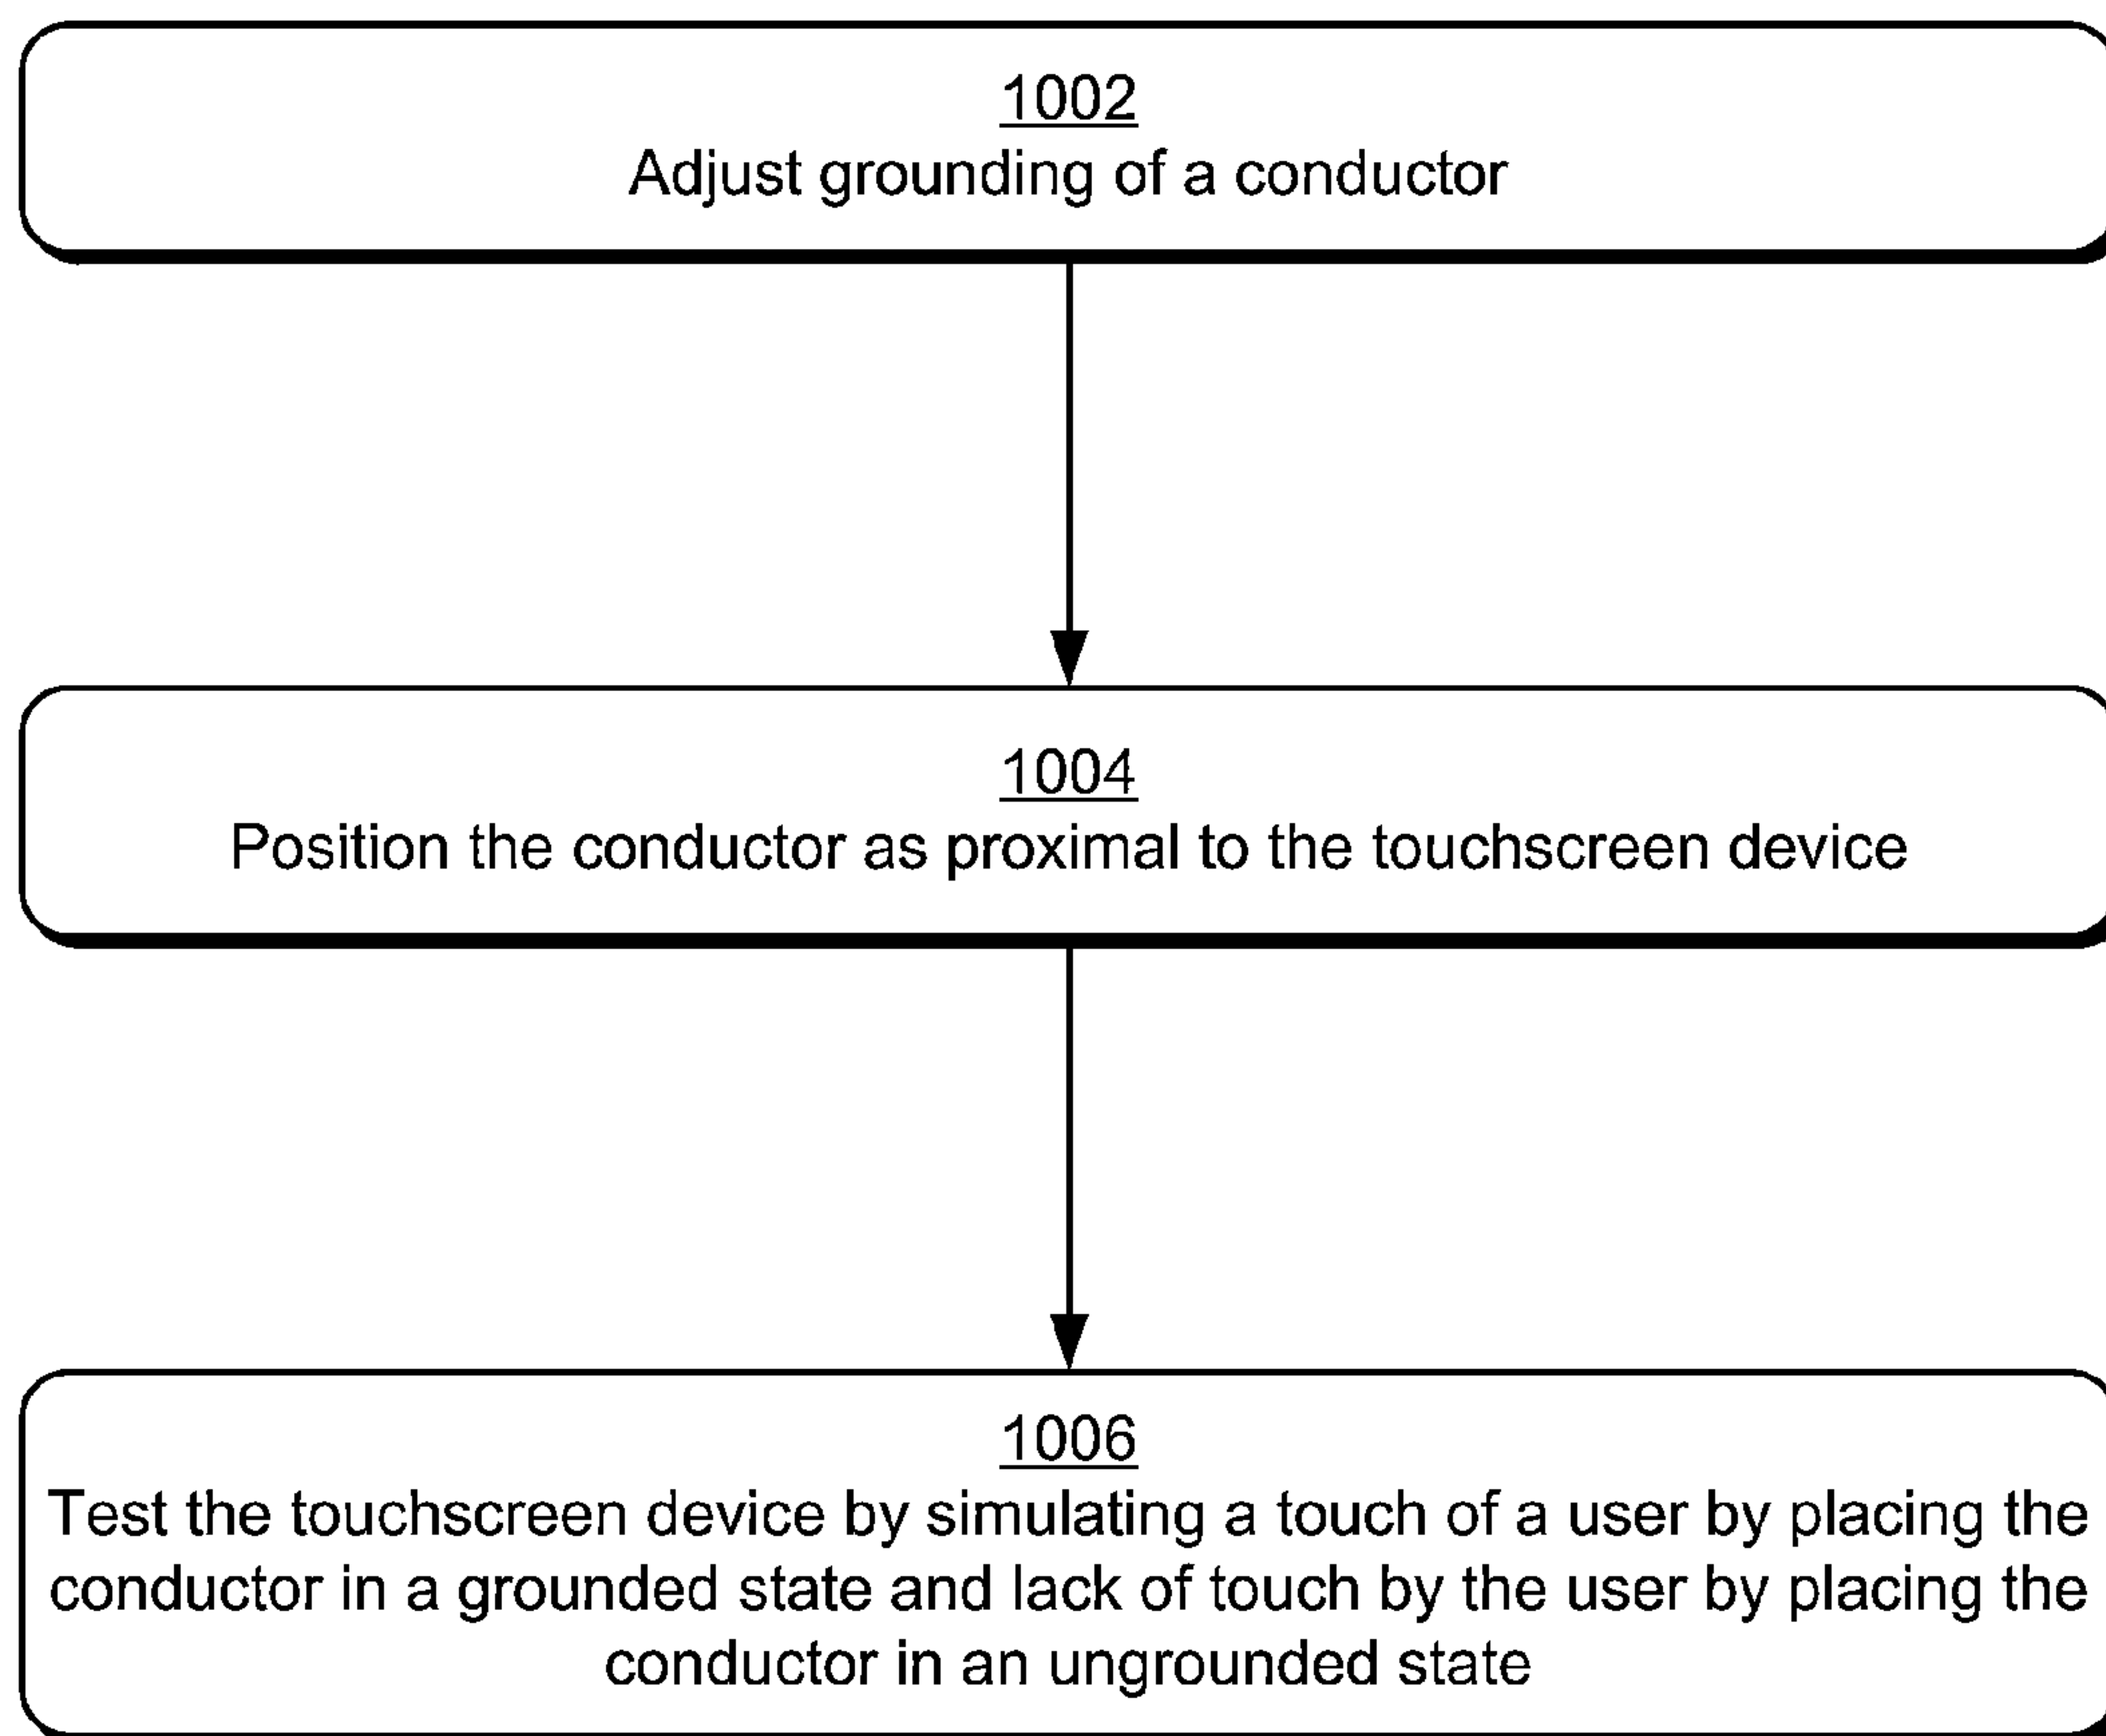 1002
Adjust grounding of a conductor
1004
Position the conductor as proximal to the touchscreen device
1006
Test the touchscreen device by simulating a touch of a user by placing the
conductor in a grounded state and lack of touch by the user by placing the
conductor in an ungrounded state